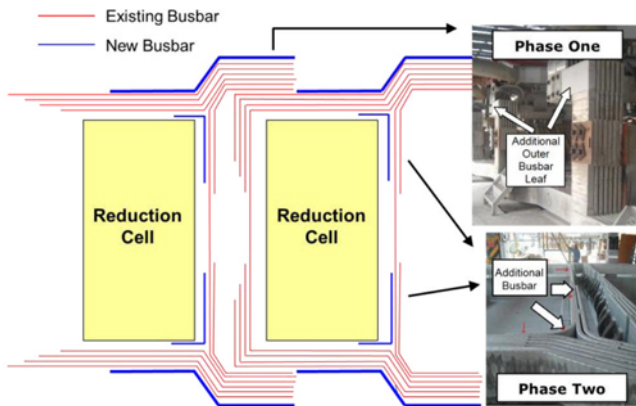 Existing Busbar
New Busbar
Reduction
Cell
Reduction
Cell
Phase One
Additional
Outer
Busbar
Leaf
Additional
Busbar
Phase Two